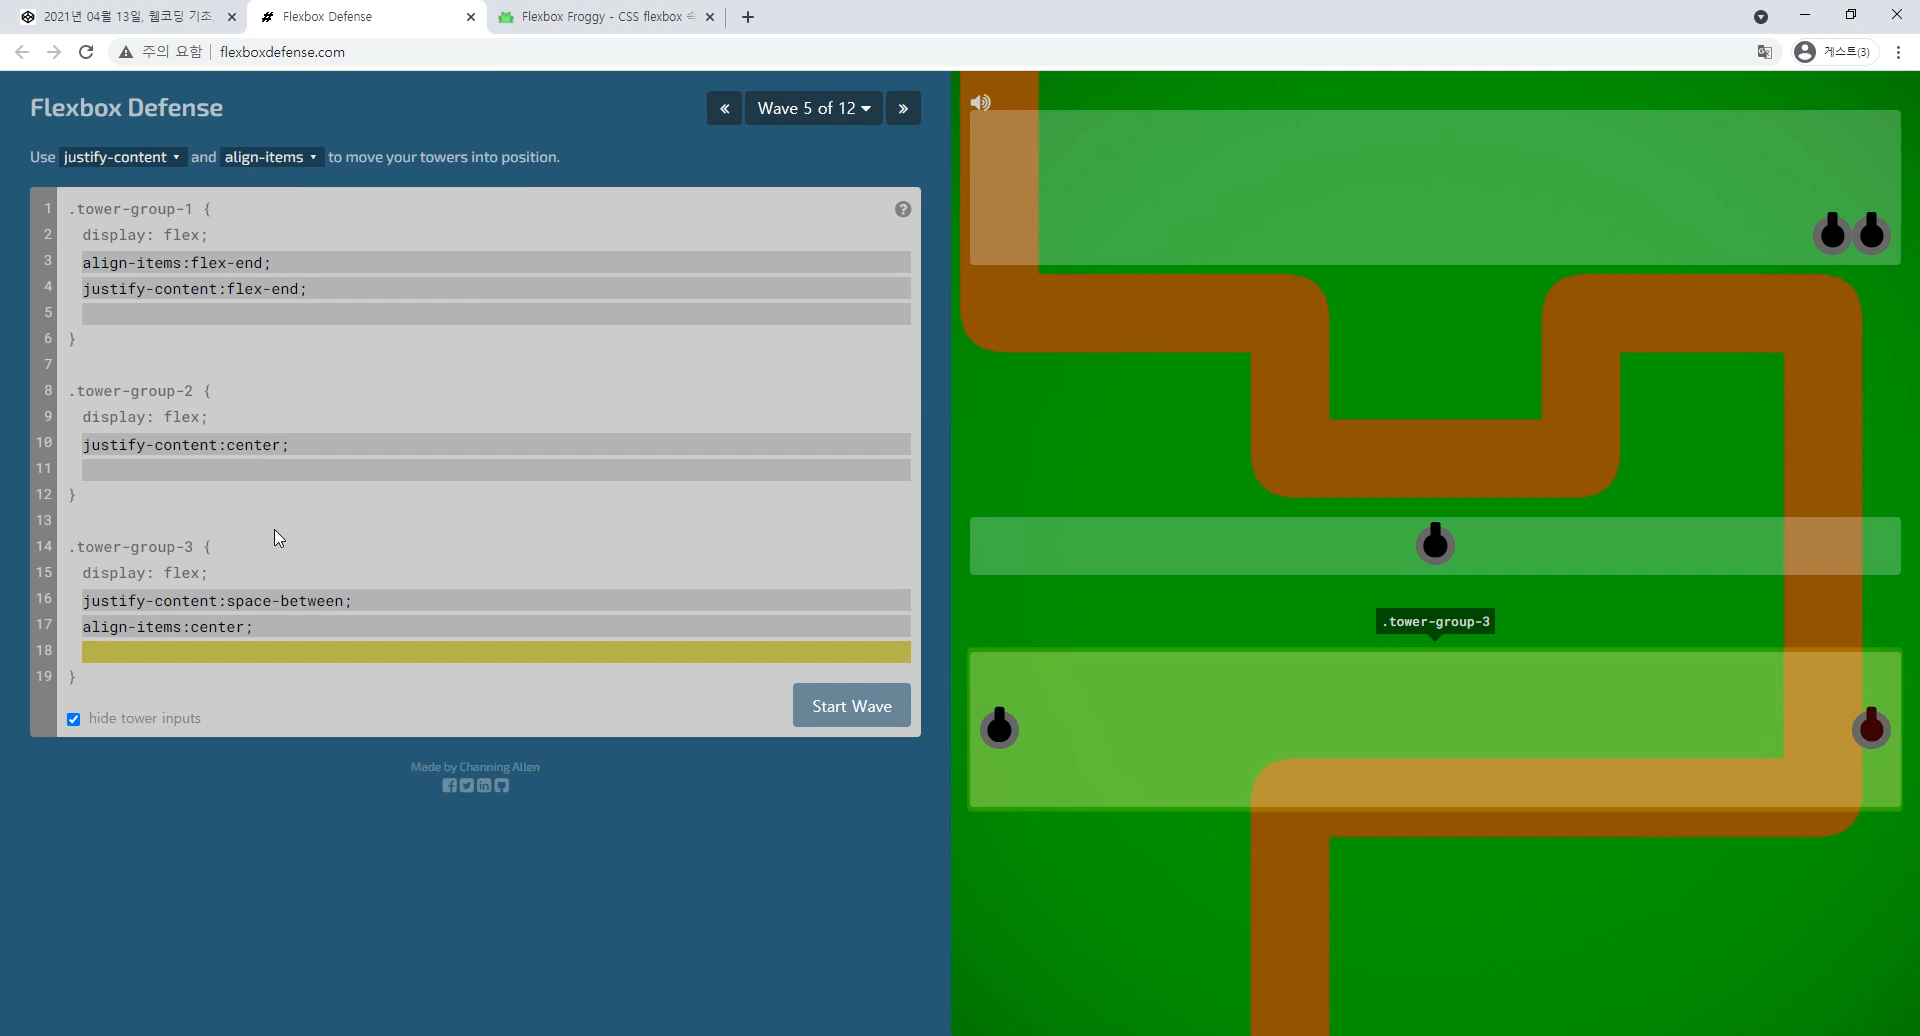 2021년 04월 13일, 웹코딩 기초
Flexbox Defense
Flexbox Froggy - CSS flexbox
주의 요함
flexboxdefense.com
게스트(3)
Flexbox Defense
« Wave 5 of 12 »
Use justify-content and align-items to move your towers into position.
1 .tower-group-1 {
2 display: flex;
3 align-items:flex-end;
4 justify-content:flex-end;
5
6 }
7
8 .tower-group-2 {
9 display: flex;
10 justify-content:center;
11
12 }
13
14 .tower-group-3 {
15 display: flex;
16 justify-content:space-between;
17 align-items:center;
18
19 }
hide tower inputs
Start Wave
Made by Channing Allen
.tower-group-3